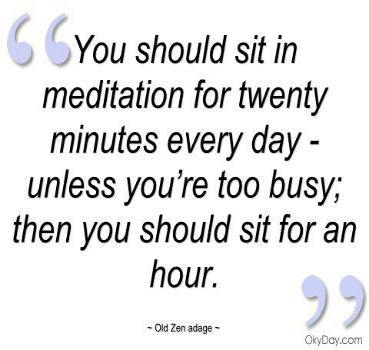 You should sit in
meditation for twenty
minutes every day -
unless you’re too busy;
then you should sit for an
hour.
~ Old Zen adage ~
OkyDay.com